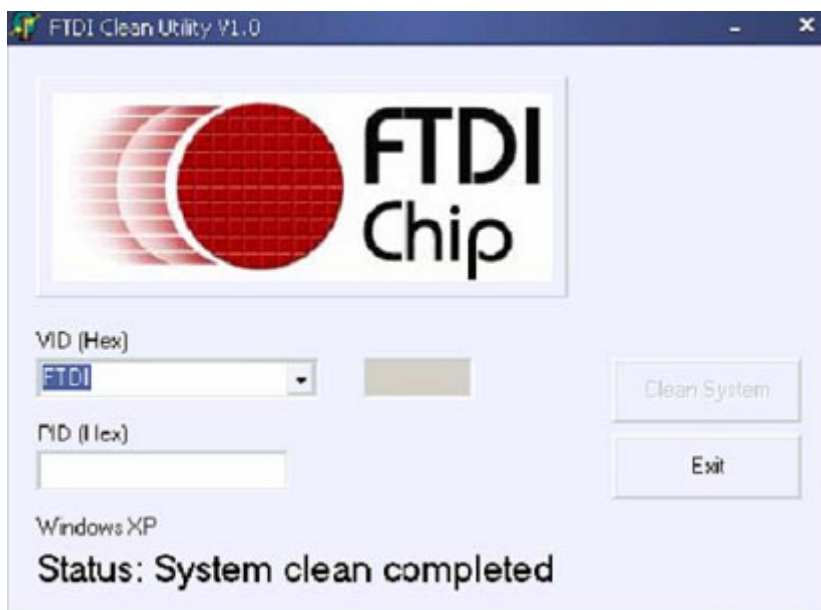 FTDI Clean Utility V1.0
FTDI
Chip
VID (Hex)
FTDI
Clean System
PID (Hex)
Exit
Windows XP
Status: System clean completed